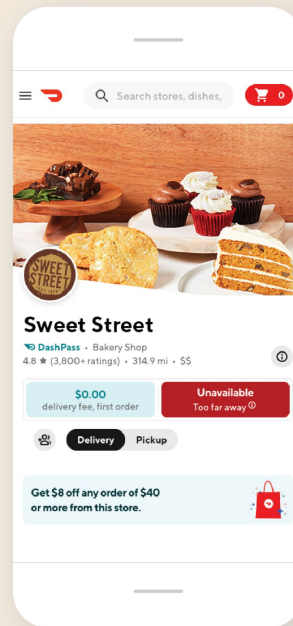 Search stores, dishes,
0
SWEET
STREET
Sweet Street
DashPass • Bakery Shop
4.8 ★ (3,800+ ratings) • 314.9 mi • $$
$0.00
delivery fee, first order
Unavailable
Too far away
Delivery
Pickup
Get $8 off any order of $40
or more from this store.